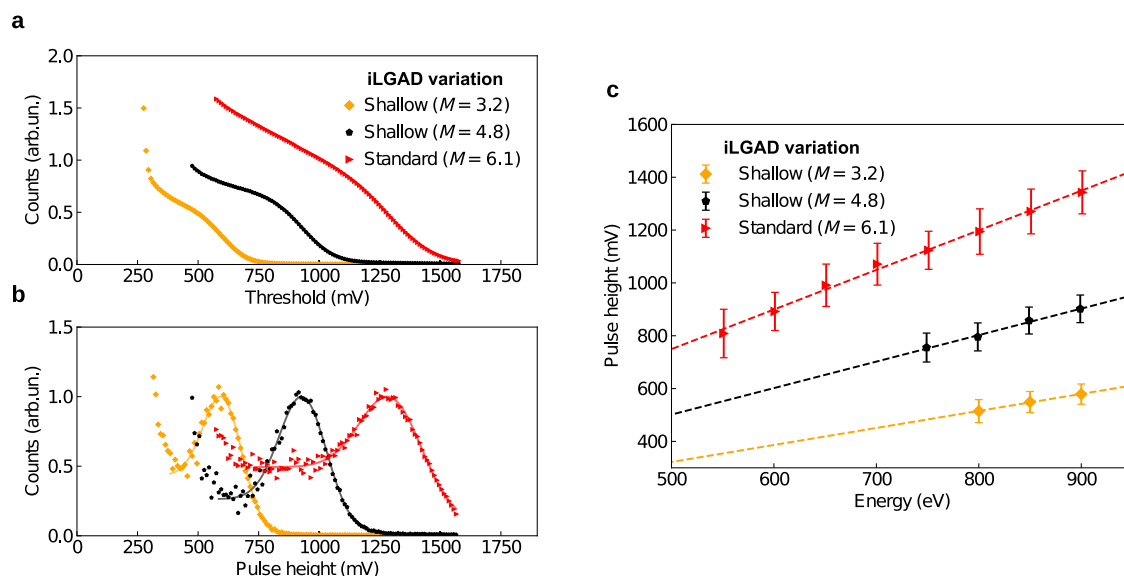 a
2.0
1.5
1.0
0.5
0.0
Counts (arb.un.)
iLGAD variation
Shallow (M = 3.2)
Shallow (M = 4.8)
Standard (M = 6.1)
0 250 500 750 1000 1250 1500 1750
Threshold (mV)
b
1.5
1.0
0.5
0.0
Counts (arb.un.)
0 250 500 750 1000 1250 1500 1750
Pulse height (mV)
c
1600
1400
1200
1000
800
600
400
Pulse height (mV)
iLGAD variation
Shallow (M = 3.2)
Shallow (M = 4.8)
Standard (M = 6.1)
500 600 700 800 900
Energy (eV)